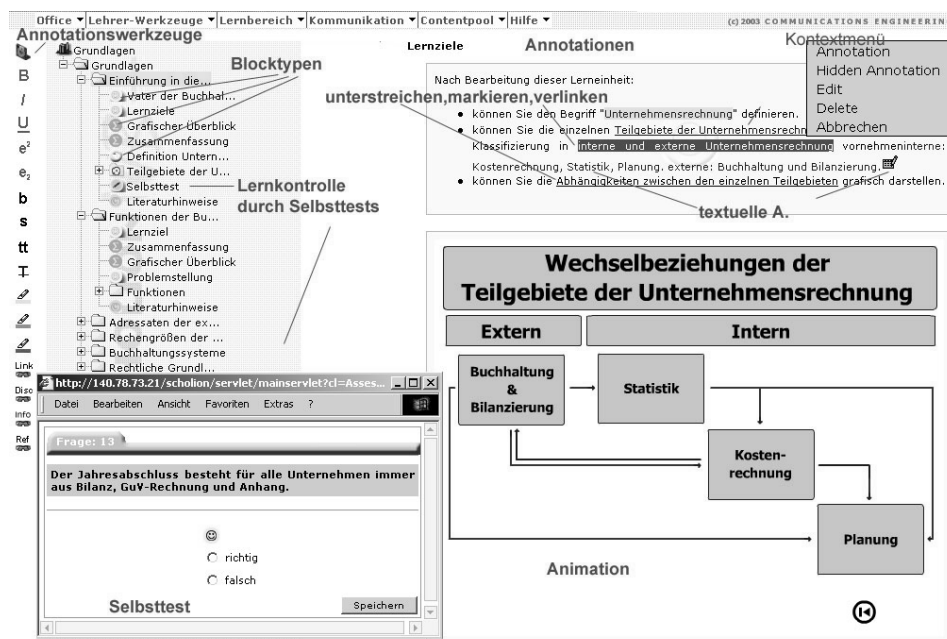 Office Lehrer-Werkzeuge Lernbereich Kommunikation Contentpool Hilfe (c) 2003 COMMUNICATIONS ENGINEERIN
Annotationswerkzeuge
Grundlagen
Grundlagen
Einführung in die...
Blocktypen
Vater der Buchhal...
Lernziele
Grafischer Überblick
Zusammenfassung
Definition Untern...
Teilgebiete der U...
Selbsttest
Literaturhinweise
Lernkontrolle
durch Selbsttests
Funktionen der Bu...
Lernziel
Zusammenfassung
Grafischer Überblick
Problemstellung
Funktionen
Literaturhinweise
Adressaten der ex...
Rechengrößen der ...
Buchhaltungssysteme
Rechtliche Grundl...
B
I
U
e²
e₂
b
s
tt
T
Link
Disc
Info
Ref
Lernziele
Annotationen
Kontextmenü
Annotation
Hidden Annotation
Edit
Delete
Abbrechen
Nach Bearbeitung dieser Lerneinheit:
unterstreichen,markieren,verlinken
• können Sie den Begriff "Unternehmensrechnung" definieren.
• können Sie die einzelnen Teilgebiete der Unternehmensrechn
Klassifizierung in interne und externe Unternehmensrechnung vornehmeninterne:
Kostenrechnung, Statistik, Planung. externe: Buchhaltung und Bilanzierung.
• können Sie die Abhängigkeiten zwischen den einzelnen Teilgebieten grafisch darstellen.
textuelle A.
Wechselbeziehungen der
Teilgebiete der Unternehmensrechnung
Extern Intern
Buchhaltung
&
Bilanzierung
Statistik
Kosten-
rechnung
Planung
Animation
http://140.78.73.21/scholion/servlet/mainservlet?cl=Asses...
Datei Bearbeiten Ansicht Favoriten Extras ?
Frage: 13
Der Jahresabschluss besteht für alle Unternehmen immer
aus Bilanz, GuV-Rechnung und Anhang.
richtig
falsch
Selbsttest
Speichern